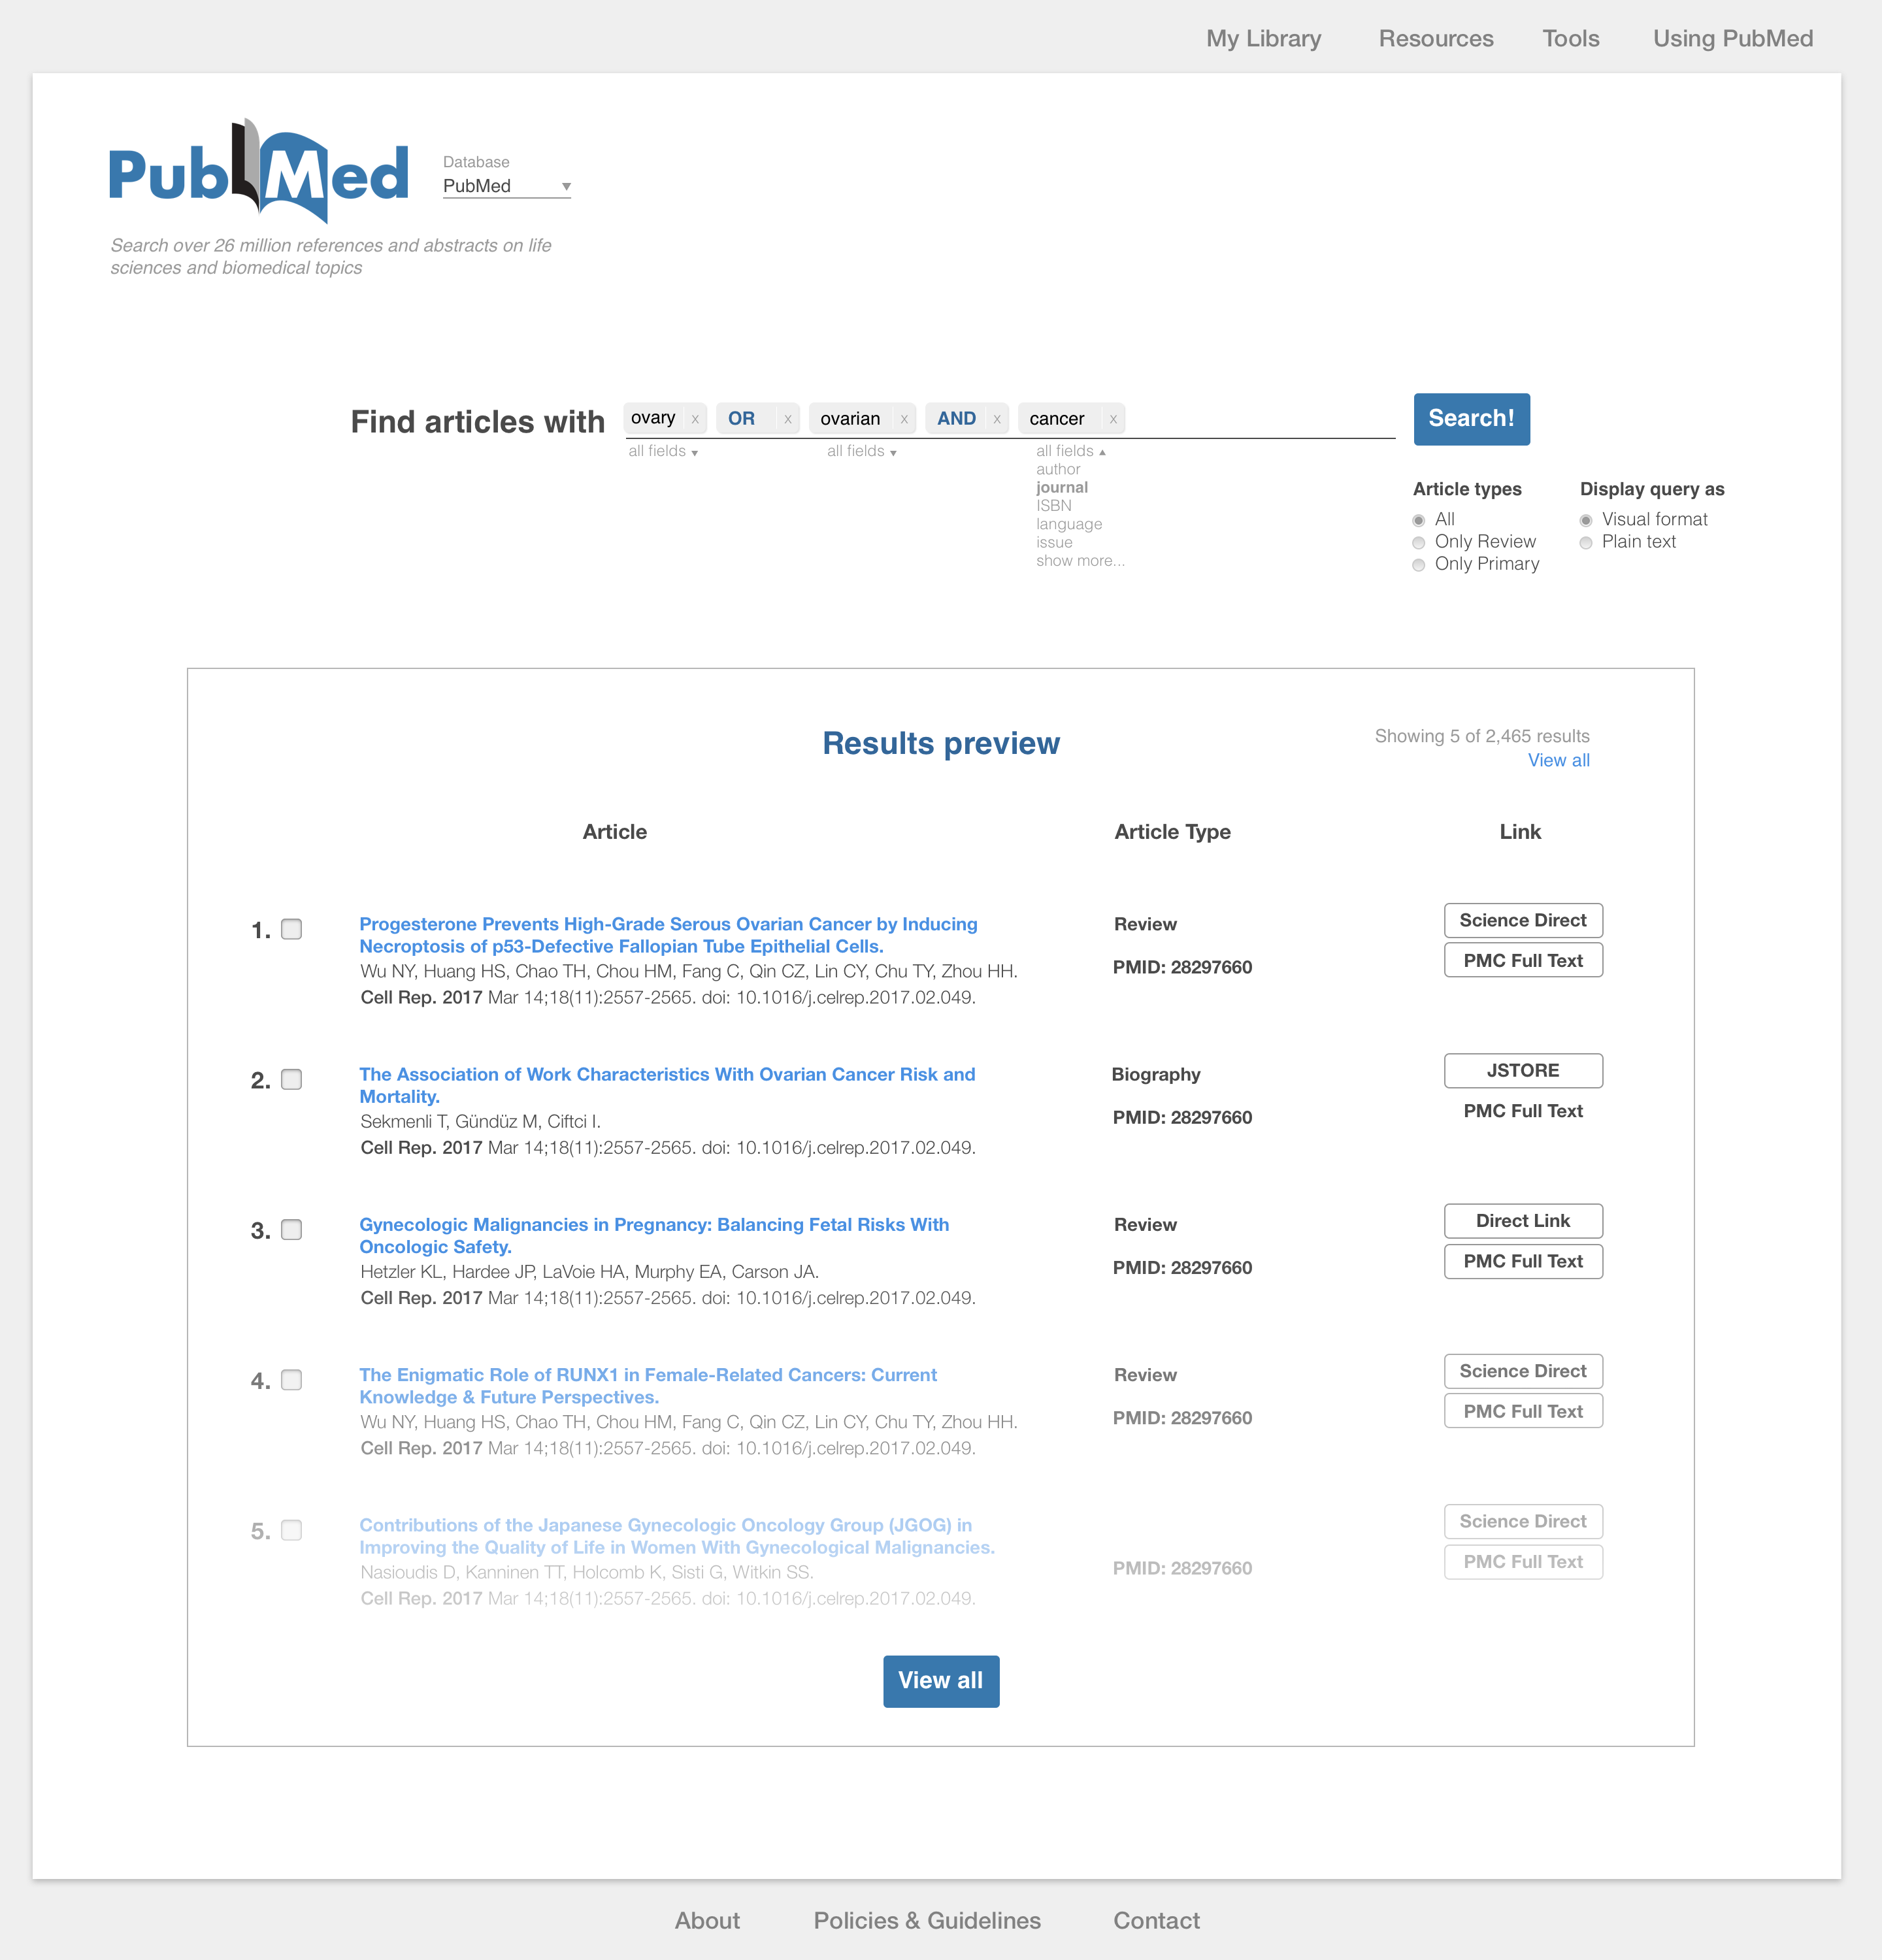 My Library Resources Tools Using PubMed
PubMed
Database
PubMed
Search over 26 million references and abstracts on life
sciences and biomedical topics
Find articles with ovary x OR x ovarian x AND x cancer x Search!
all fields ▾ all fields ▾ all fields ▴
author
journal
ISBN
language
issue
show more...
Article types
All
Only Review
Only Primary
Display query as
Visual format
Plain text
Results preview
Showing 5 of 2,465 results
View all
Article Article Type Link
1. Progesterone Prevents High-Grade Serous Ovarian Cancer by Inducing
Necroptosis of p53-Defective Fallopian Tube Epithelial Cells.
Wu NY, Huang HS, Chao TH, Chou HM, Fang C, Qin CZ, Lin CY, Chu TY, Zhou HH.
Cell Rep. 2017 Mar 14;18(11):2557-2565. doi: 10.1016/j.celrep.2017.02.049.
Review
PMID: 28297660
Science Direct
PMC Full Text
2. The Association of Work Characteristics With Ovarian Cancer Risk and
Mortality.
Sekmenli T, Gündüz M, Ciftci I.
Cell Rep. 2017 Mar 14;18(11):2557-2565. doi: 10.1016/j.celrep.2017.02.049.
Biography
PMID: 28297660
JSTORE
PMC Full Text
3. Gynecologic Malignancies in Pregnancy: Balancing Fetal Risks With
Oncologic Safety.
Hetzler KL, Hardee JP, LaVoie HA, Murphy EA, Carson JA.
Cell Rep. 2017 Mar 14;18(11):2557-2565. doi: 10.1016/j.celrep.2017.02.049.
Review
PMID: 28297660
Direct Link
PMC Full Text
4. The Enigmatic Role of RUNX1 in Female-Related Cancers: Current
Knowledge & Future Perspectives.
Wu NY, Huang HS, Chao TH, Chou HM, Fang C, Qin CZ, Lin CY, Chu TY, Zhou HH.
Cell Rep. 2017 Mar 14;18(11):2557-2565. doi: 10.1016/j.celrep.2017.02.049.
Review
PMID: 28297660
Science Direct
PMC Full Text
5. Contributions of the Japanese Gynecologic Oncology Group (JGOG) in
Improving the Quality of Life in Women With Gynecological Malignancies.
Nasioudis D, Kanninen TT, Holcomb K, Sisti G, Witkin SS.
Cell Rep. 2017 Mar 14;18(11):2557-2565. doi: 10.1016/j.celrep.2017.02.049.
PMID: 28297660
Science Direct
PMC Full Text
View all
About Policies & Guidelines Contact